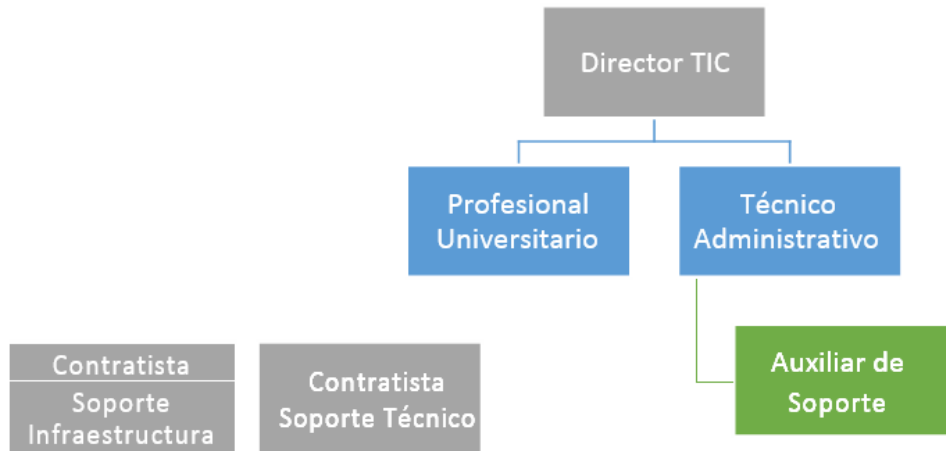 Director TIC
Profesional
Universitario
Técnico
Administrativo
Contratista
Soporte
Infraestructura
Contratista
Soporte Técnico
Auxiliar de
Soporte